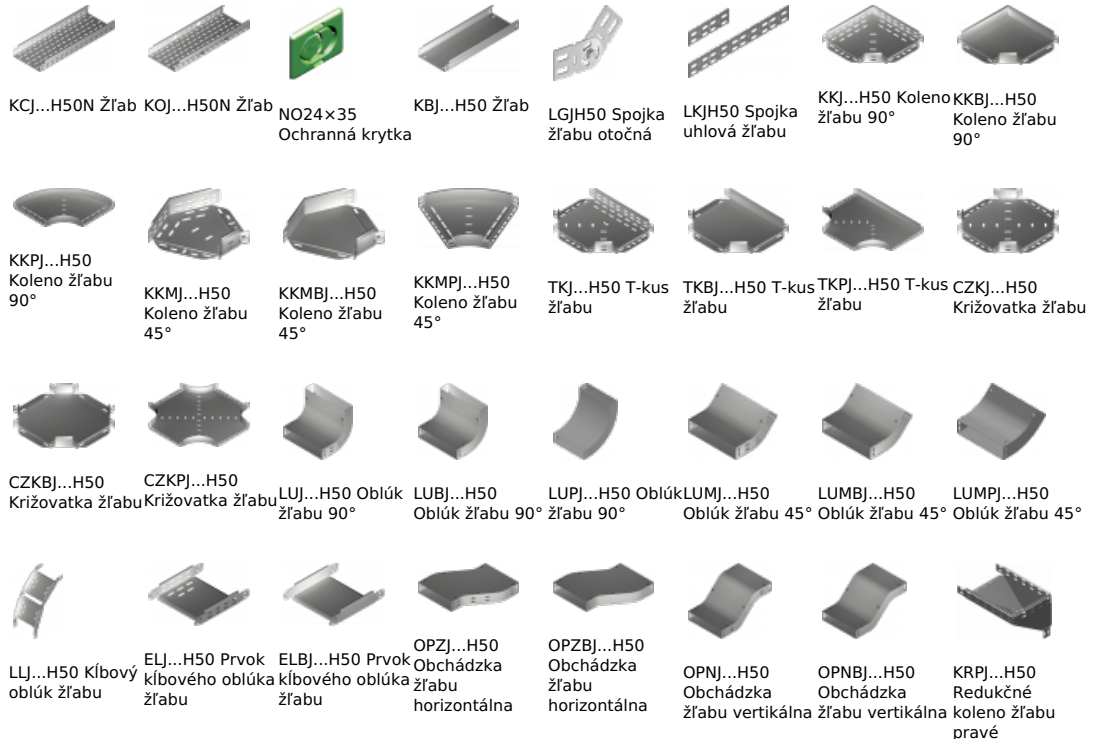 KCJ...H50N Žľab
KOJ...H50N Žľab
NO24×35
Ochranná krytka
KBJ...H50 Žľab
LGJH50 Spojka
žľabu otočná
LKJH50 Spojka
uhlová žľabu
KKJ...H50 Koleno
žľabu 90°
KKBJ...H50
Koleno žľabu
90°
KKPJ...H50
Koleno žľabu
90°
KKMJ...H50
Koleno žľabu
45°
KKMBJ...H50
Koleno žľabu
45°
KKMPJ...H50
Koleno žľabu
45°
TKJ...H50 T-kus
žľabu
TKBJ...H50 T-kus
žľabu
TKPJ...H50 T-kus
žľabu
CZKJ...H50
Križovatka žľabu
CZKBJ...H50
Križovatka žľabu
CZKPJ...H50
Križovatka žľabu
LUJ...H50 Oblúk
žľabu 90°
LUBJ...H50
Oblúk žľabu 90°
LUPJ...H50 Oblúk
žľabu 90°
LUMJ...H50
Oblúk žľabu 45°
LUMBJ...H50
Oblúk žľabu 45°
LUMPJ...H50
Oblúk žľabu 45°
LLJ...H50 Kĺbový
oblúk žľabu
ELJ...H50 Prvok
kĺbového oblúka
žľabu
ELBJ...H50 Prvok
kĺbového oblúka
žľabu
OPZJ...H50
Obchádzka
žľabu
horizontálna
OPZBJ...H50
Obchádzka
žľabu
horizontálna
OPNJ...H50
Obchádzka
žľabu vertikálna
OPNBJ...H50
Obchádzka
žľabu vertikálna
KRPJ...H50
Redukčné
koleno žľabu
pravé